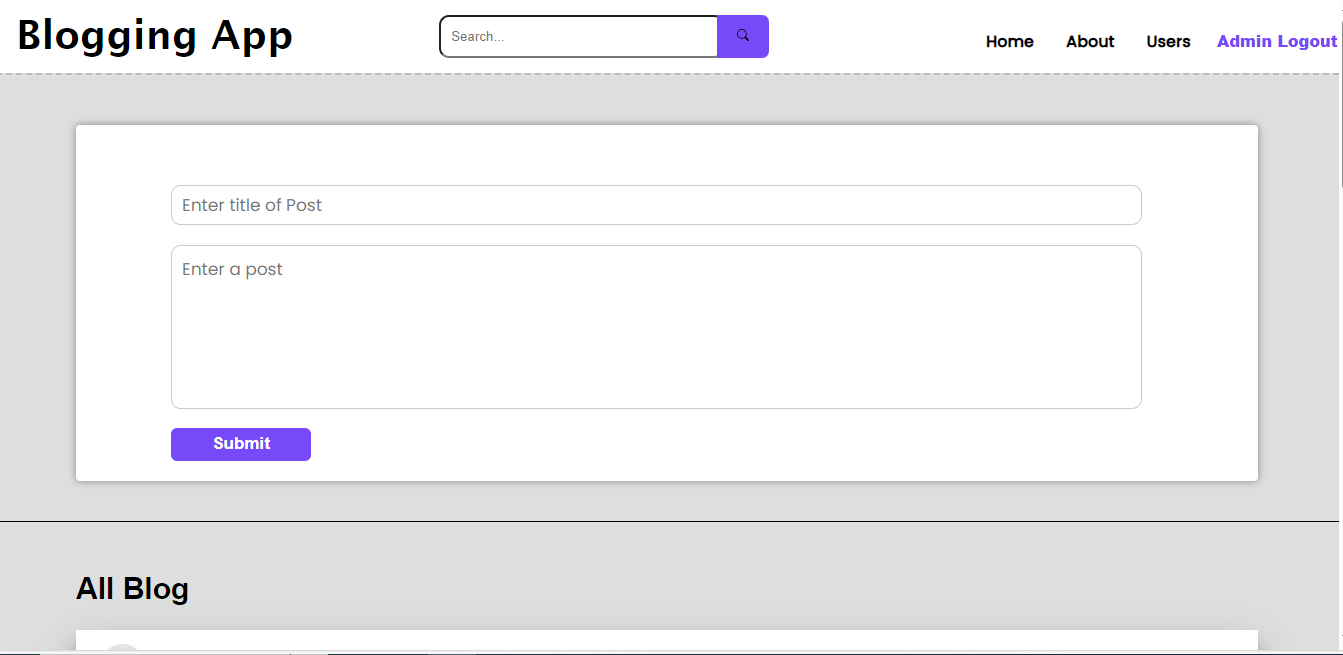 Blogging App
Search...
Home About Users Admin Logout
Enter title of Post
Enter a post
Submit
All Blog